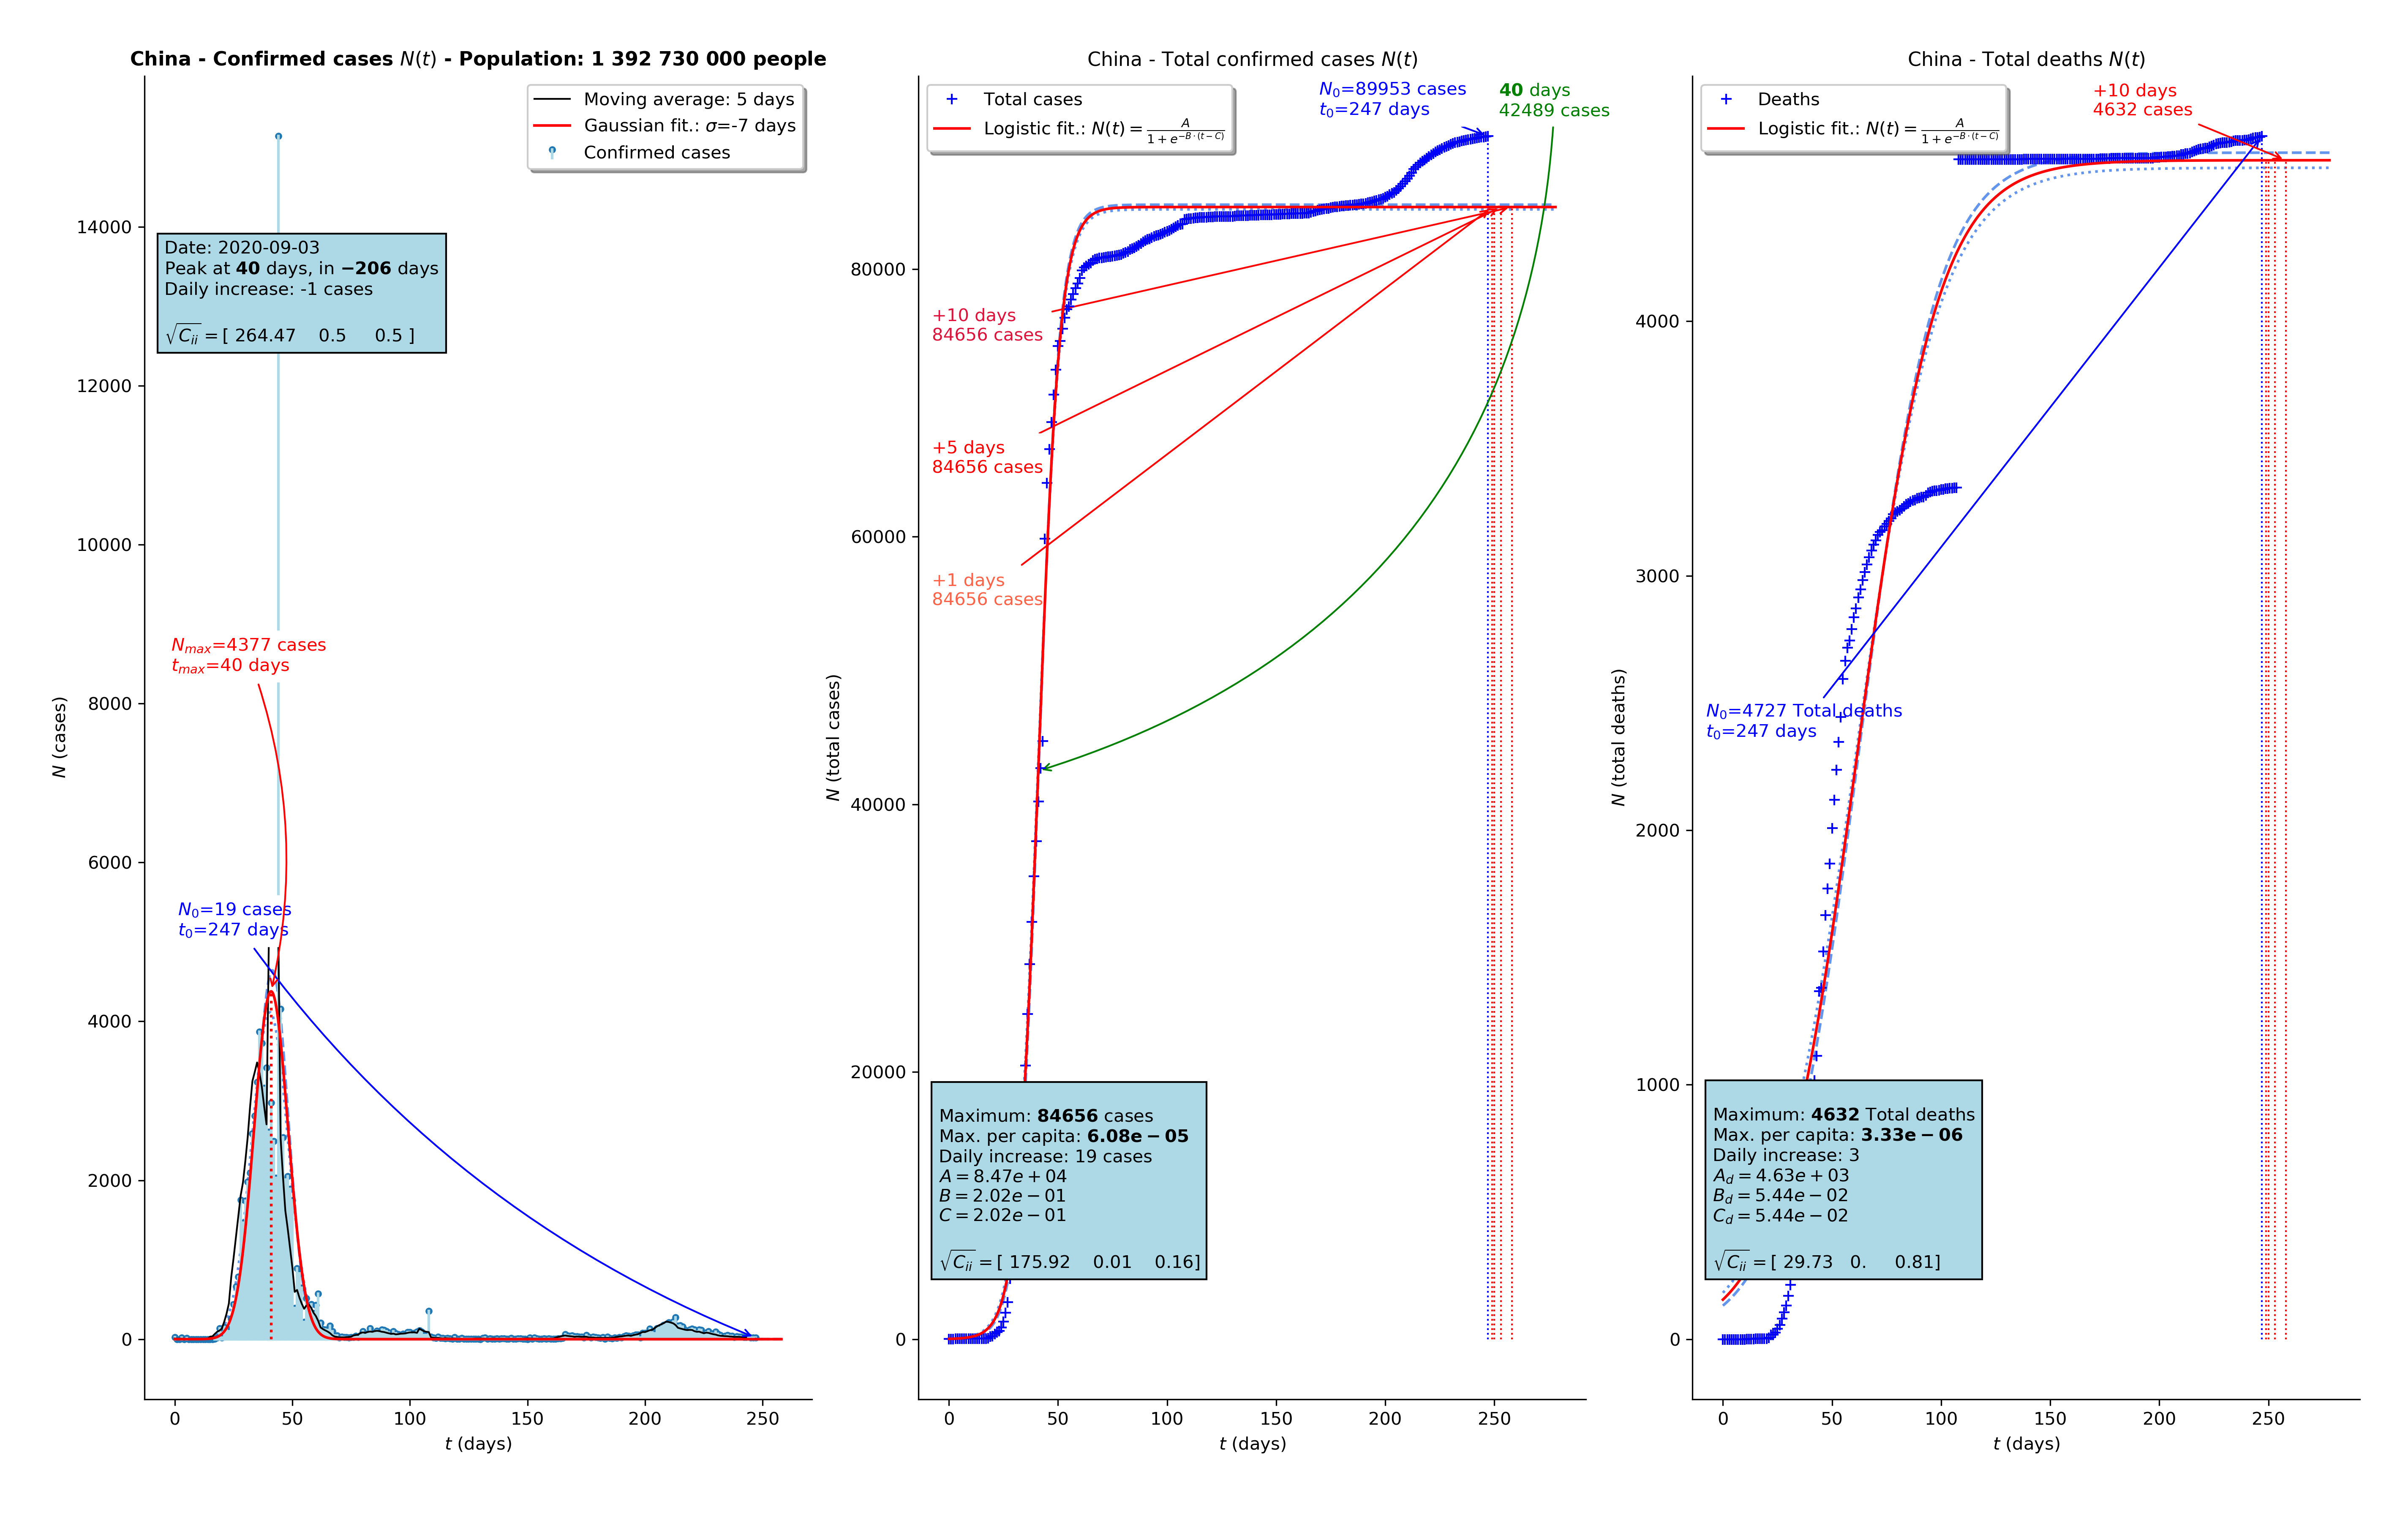 China - Confirmed cases N(t) - Population: 1 392 730 000 people
Moving average: 5 days
Gaussian fit.: σ=-7 days
Confirmed cases
Date: 2020-09-03
Peak at 40 days, in −206 days
Daily increase: -1 cases
√C_ii = [ 264.47 0.5 0.5 ]
N_max=4377 cases
t_max=40 days
N_0=19 cases
t_0=247 days
N (cases)
14000
12000
10000
8000
6000
4000
2000
0
0 50 100 150 200 250
t (days)
China - Total confirmed cases N(t)
Total cases
Logistic fit.: N(t) = A / (1 + e^{−B·(t−C)})
N_0=89953 cases
t_0=247 days
40 days
42489 cases
+10 days
84656 cases
+5 days
84656 cases
+1 days
84656 cases
Maximum: 84656 cases
Max. per capita: 6.08e − 05
Daily increase: 19 cases
A = 8.47e + 04
B = 2.02e − 01
C = 2.02e − 01
√C_ii = [ 175.92 0.01 0.16]
N (total cases)
80000
60000
40000
20000
0
0 50 100 150 200 250
t (days)
China - Total deaths N(t)
Deaths
Logistic fit.: N(t) = A / (1 + e^{−B·(t−C)})
+10 days
4632 cases
N_0=4727 Total deaths
t_0=247 days
Maximum: 4632 Total deaths
Max. per capita: 3.33e − 06
Daily increase: 3
A_d = 4.63e + 03
B_d = 5.44e − 02
C_d = 5.44e − 02
√C_ii = [ 29.73 0. 0.81]
N (total deaths)
4000
3000
2000
1000
0
0 50 100 150 200 250
t (days)